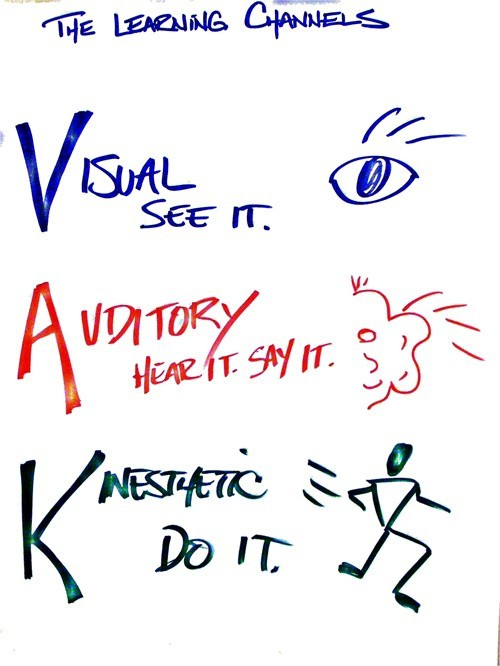 THE LEARNING CHANNELS
VISUAL
SEE IT.
AUDITORY
HEAR IT. SAY IT.
KINESTHETIC
DO IT.